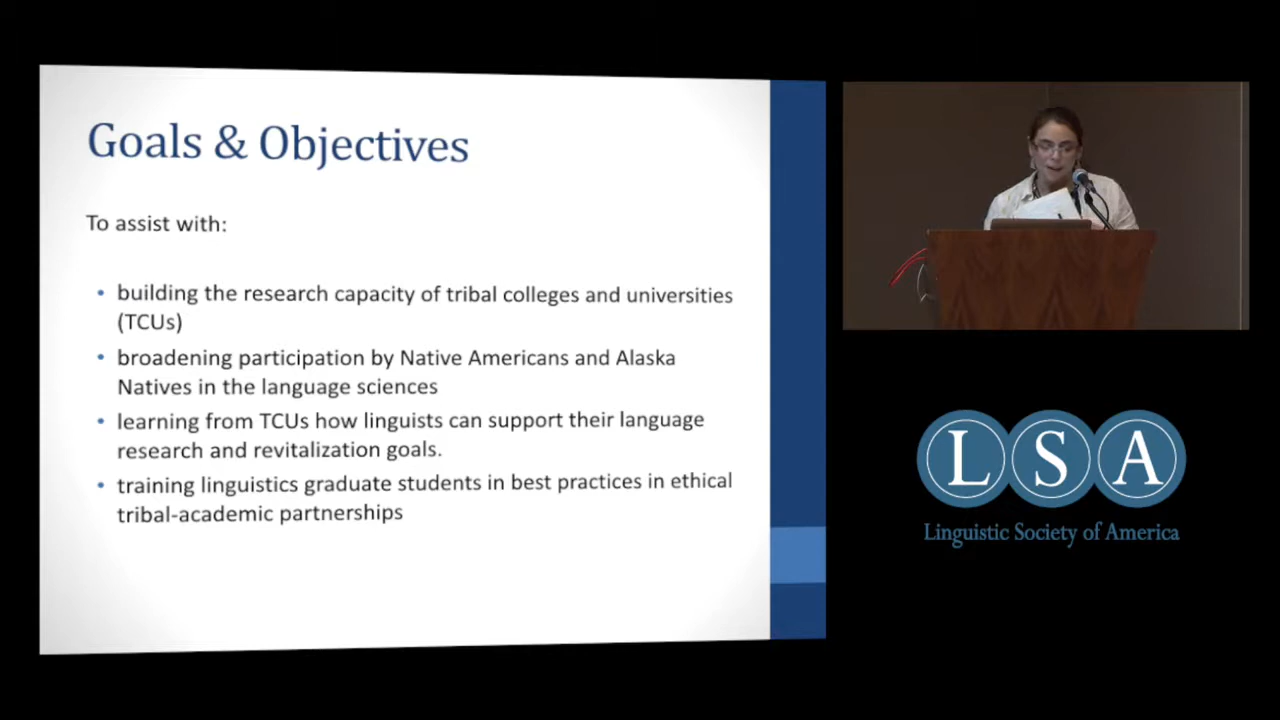 Goals & Objectives
To assist with:
• building the research capacity of tribal colleges and universities
(TCUs)
• broadening participation by Native Americans and Alaska
Natives in the language sciences
• learning from TCUs how linguists can support their language
research and revitalization goals.
• training linguistics graduate students in best practices in ethical
tribal-academic partnerships
LSA
Linguistic Society of America